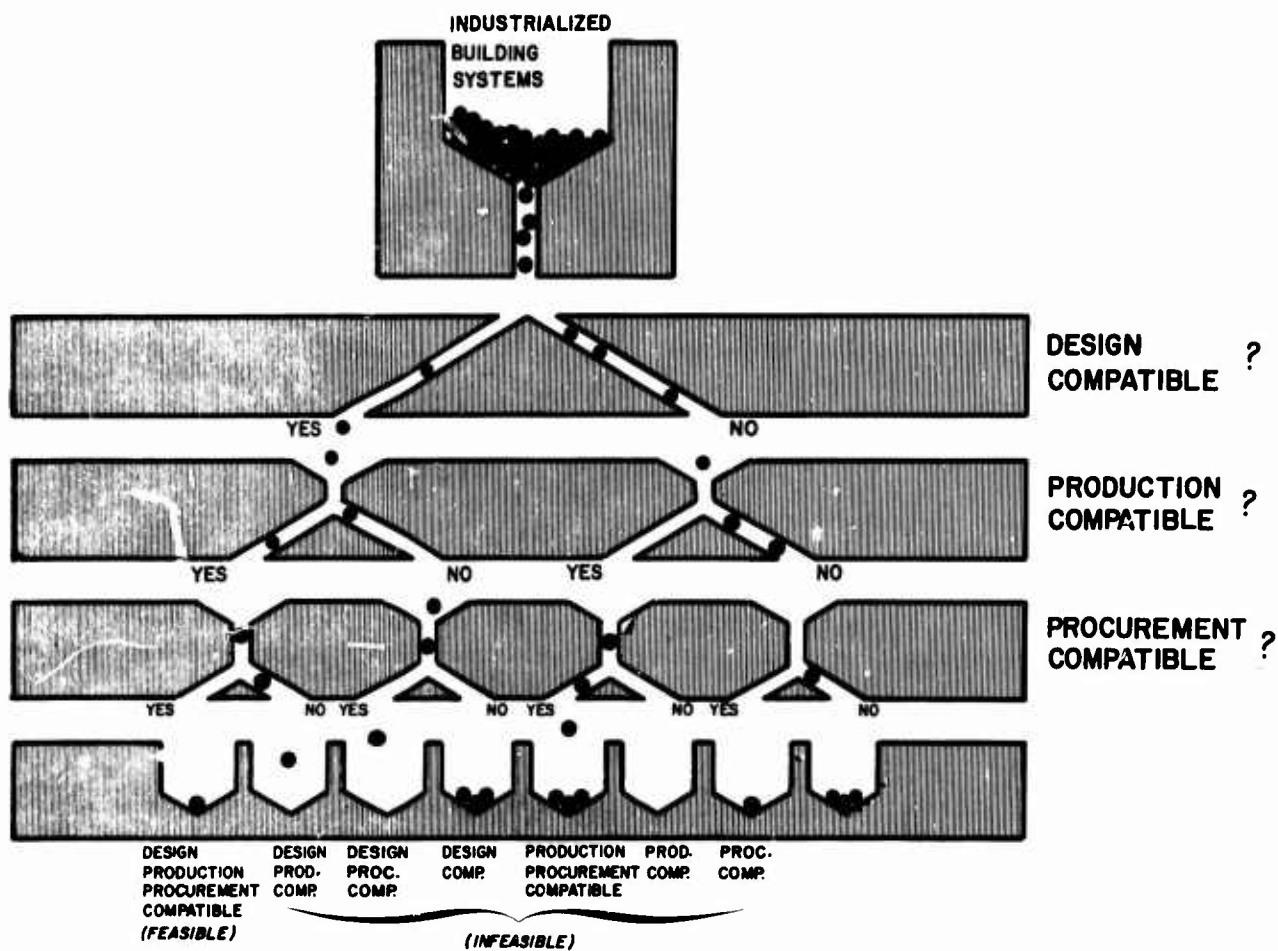 INDUSTRIALIZED
BUILDING
SYSTEMS
DESIGN ?
COMPATIBLE
YES
NO
PRODUCTION ?
COMPATIBLE
YES
NO
YES
NO
PROCUREMENT ?
COMPATIBLE
YES
NO
YES
NO
YES
NO
YES
NO
DESIGN
PRODUCTION
PROCUREMENT
COMPATIBLE
(FEASIBLE)
DESIGN
PROD.
COMP.
DESIGN
PROC.
COMP.
DESIGN
COMP.
PRODUCTION
PROCUREMENT
COMPATIBLE
PROD.
COMP.
PROC.
COMP.
(INFEASIBLE)